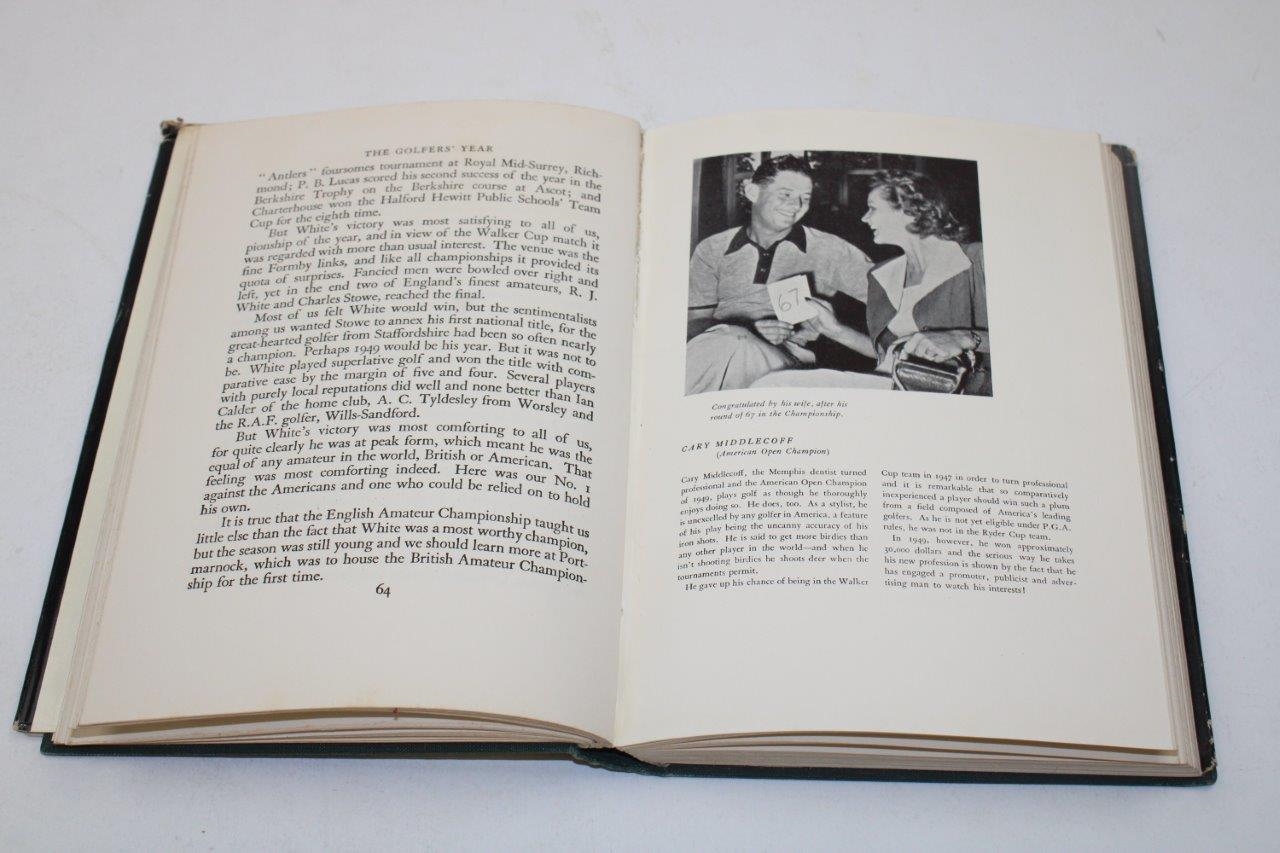 THE GOLFERS' YEAR
"Antlers" foursomes tournament at Royal Mid-Surrey, Rich-
mond; P. B. Lucas scored his second success of the year in the
Berkshire Trophy on the Berkshire course at Ascot; and
Charterhouse won the Halford Hewitt Public Schools' Team
Cup for the eighth time.
But White's victory was most satisfying to all of us,
pionship of the year, and in view of the Walker Cup match it
was regarded with more than usual interest. The venue was the
fine Formby links, and like all championships it provided its
quota of surprises. Fancied men were bowled over right and
left, yet in the end two of England's finest amateurs, R. J.
White and Charles Stowe, reached the final.
Most of us felt White would win, but the sentimentalists
among us wanted Stowe to annex his first national title, for the
great-hearted golfer from Staffordshire had been so often nearly
a champion. Perhaps 1949 would be his year. But it was not to
be. White played superlative golf and won the title with com-
parative ease by the margin of five and four. Several players
with purely local reputations did well and none better than Ian
Calder of the home club, A. C. Tyldesley from Worsley and
the R.A.F. golfer, Wills-Sandford.
But White's victory was most comforting to all of us,
for quite clearly he was at peak form, which meant he was the
equal of any amateur in the world, British or American. That
feeling was most comforting indeed. Here was our No. 1
against the Americans and one who could be relied on to hold
his own.
It is true that the English Amateur Championship taught us
little else than the fact that White was a most worthy champion,
but the season was still young and we should learn more at Port-
marnock, which was to house the British Amateur Champion-
ship for the first time.
64
67
Congratulated by his wife, after his
round of 67 in the Championship.
CARY MIDDLECOFF
(American Open Champion)
Cary Middlecoff, the Memphis dentist turned
professional and the American Open Champion
of 1949, plays golf as though he thoroughly
enjoys doing so. He does, too. As a stylist, he
is unexcelled by any golfer in America, a feature
of his play being the uncanny accuracy of his
iron shots. He is said to get more birdies than
any other player in the world—and when he
isn't shooting birdies he shoots deer when the
tournaments permit.
He gave up his chance of being in the Walker
Cup team in 1947 in order to turn professional
and it is remarkable that so comparatively
inexperienced a player should win such a plum
from a field composed of America's leading
golfers. As he is not yet eligible under P.G.A.
rules, he was not in the Ryder Cup team.
In 1949, however, he won approximately
30,000 dollars and the serious way he takes
his new profession is shown by the fact that he
has engaged a promoter, publicist and adver-
tising man to watch his interests!